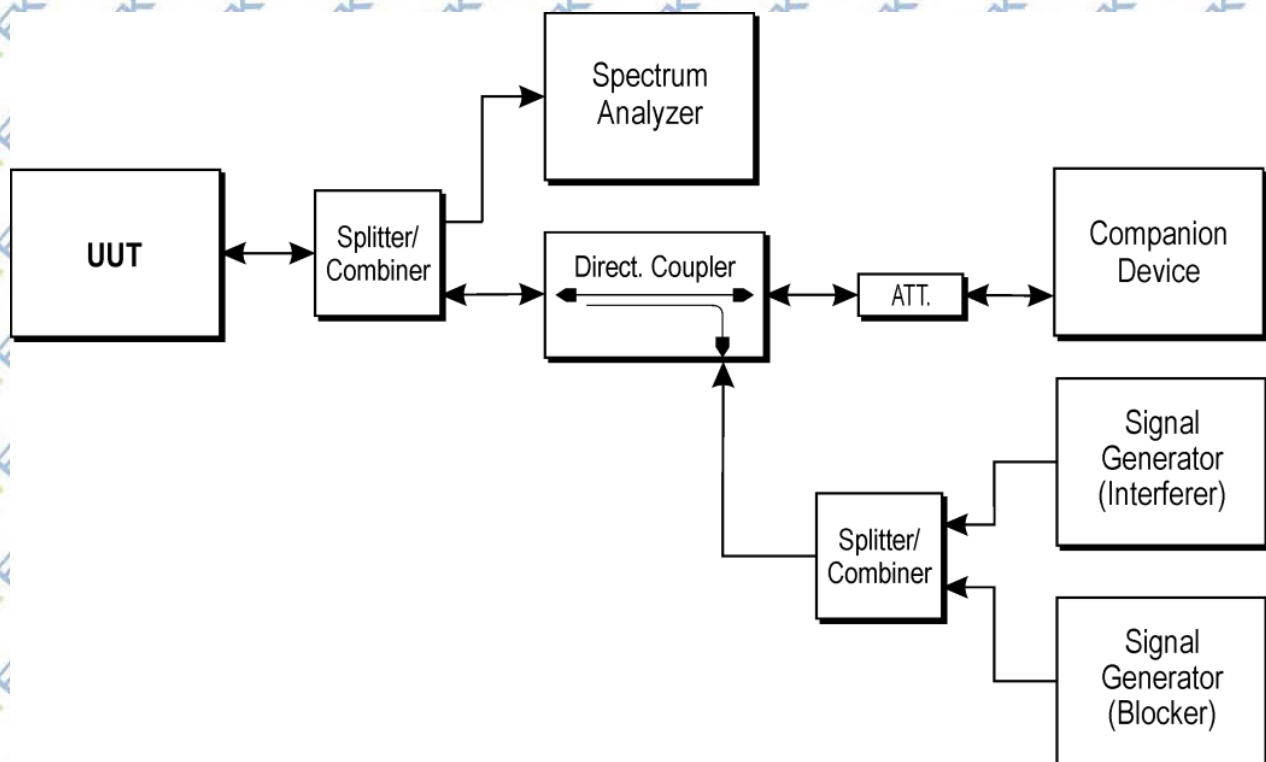 Spectrum
Analyzer
UUT
Splitter/
Combiner
Direct. Coupler
ATT.
Companion
Device
Signal
Generator
(Interferer)
Splitter/
Combiner
Signal
Generator
(Blocker)